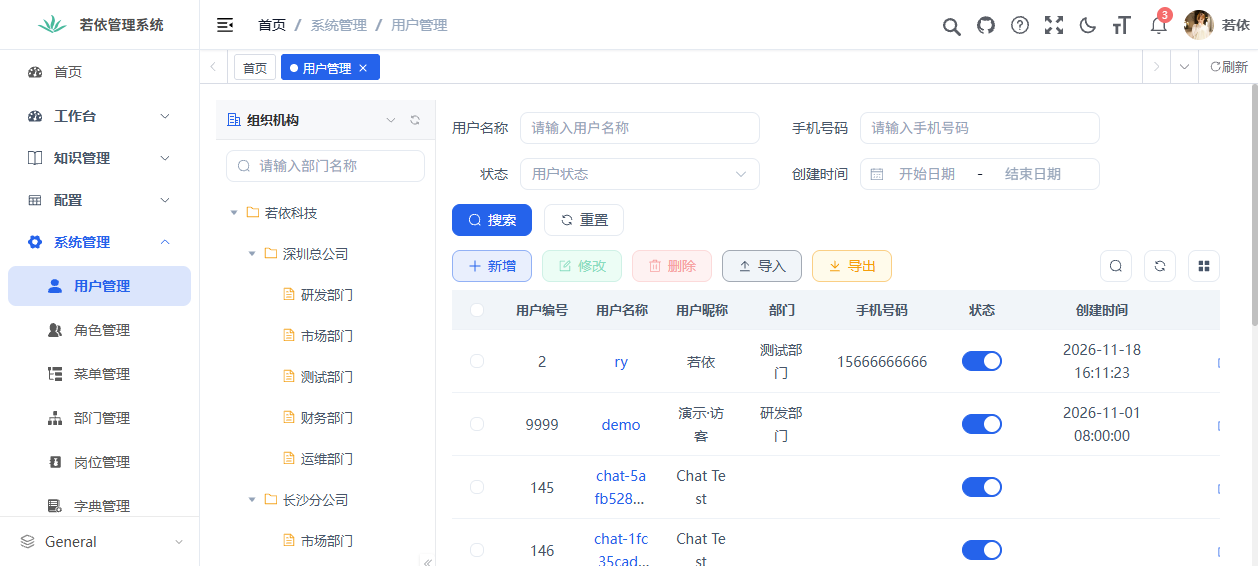 若依管理系统
首页 / 系统管理 / 用户管理
3
若依
首页
用户管理
刷新
首页
工作台
知识管理
配置
系统管理
用户管理
角色管理
菜单管理
部门管理
岗位管理
字典管理
General
组织机构
请输入部门名称
若依科技
深圳总公司
研发部门
市场部门
测试部门
财务部门
运维部门
长沙分公司
市场部门
用户名称 请输入用户名称 手机号码 请输入手机号码
状态 用户状态 创建时间 开始日期 - 结束日期
搜索 重置
新增 修改 删除 导入 导出
用户编号 用户名称 用户昵称 部门 手机号码 状态 创建时间
2 ry 若依 测试部门 15666666666 2026-11-18 16:11:23
9999 demo 演示·访客 研发部门 2026-11-01 08:00:00
145 chat-5afb528... Chat Test
146 chat-1fc35cad... Chat Test